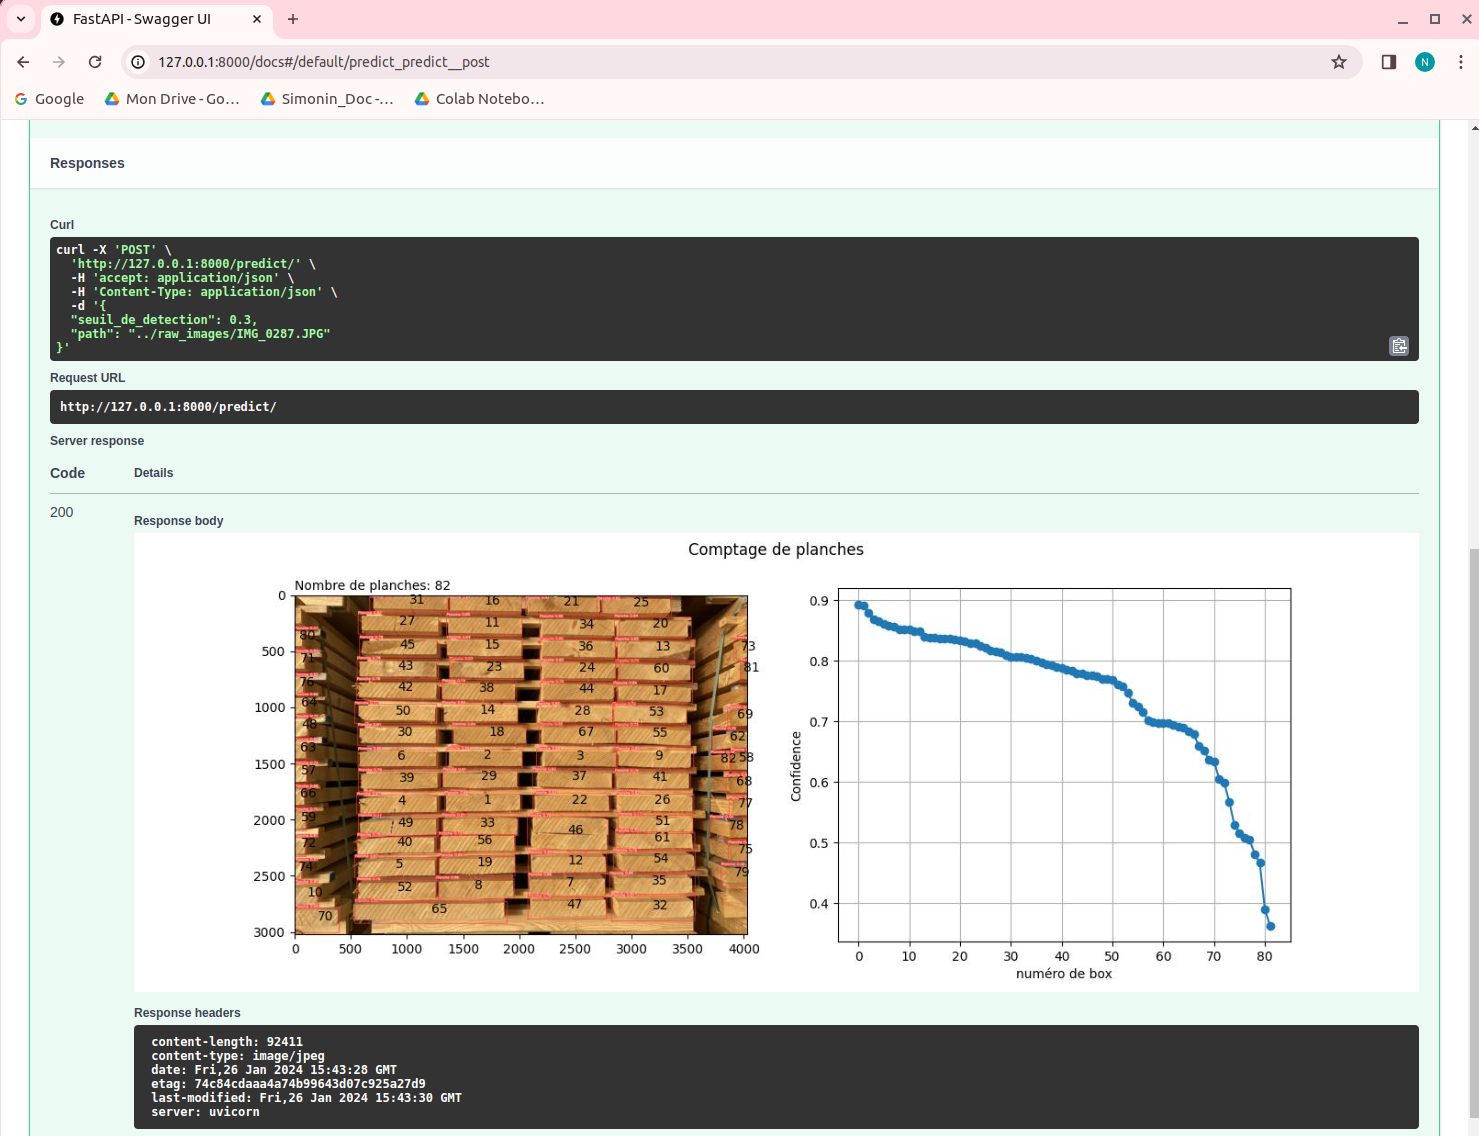 FastAPI - Swagger UI
127.0.0.1:8000/docs#/default/predict_predict__post
N
Google
Mon Drive - Go...
Simonin_Doc -...
Colab Notebo...
Responses
Curl
curl -X 'POST' \
'http://127.0.0.1:8000/predict/' \
-H 'accept: application/json' \
-H 'Content-Type: application/json' \
-d '{
"seuil_de_detection": 0.3,
"path": "../raw_images/IMG_0287.JPG"
}'
Request URL
http://127.0.0.1:8000/predict/
Server response
Code Details
200
Response body
Comptage de planches
Nombre de planches: 82
31 16 21 25
27 11 34 20
80
45 15 36 13 73
71
43 23 24 60 81
76
42 38 44 17
64
50 14 28 53 69
48
30 18 67 55 62
63
6 2 3 9 82 58
57
39 29 37 41 68
66
4 1 22 26 77
59
49 33 46 51 78
72
40 56 61 75
74
5 19 12 54 79
10
52 8 7 35
70
65 47 32
0
500
1000
1500
2000
2500
3000
0 500 1000 1500 2000 2500 3000 3500 4000
0.9
0.8
0.7
0.6
0.5
0.4
Confidence
0 10 20 30 40 50 60 70 80
numéro de box
Response headers
content-length: 92411
content-type: image/jpeg
date: Fri,26 Jan 2024 15:43:28 GMT
etag: 74c84cdaaa4a74b99643d07c925a27d9
last-modified: Fri,26 Jan 2024 15:43:30 GMT
server: uvicorn